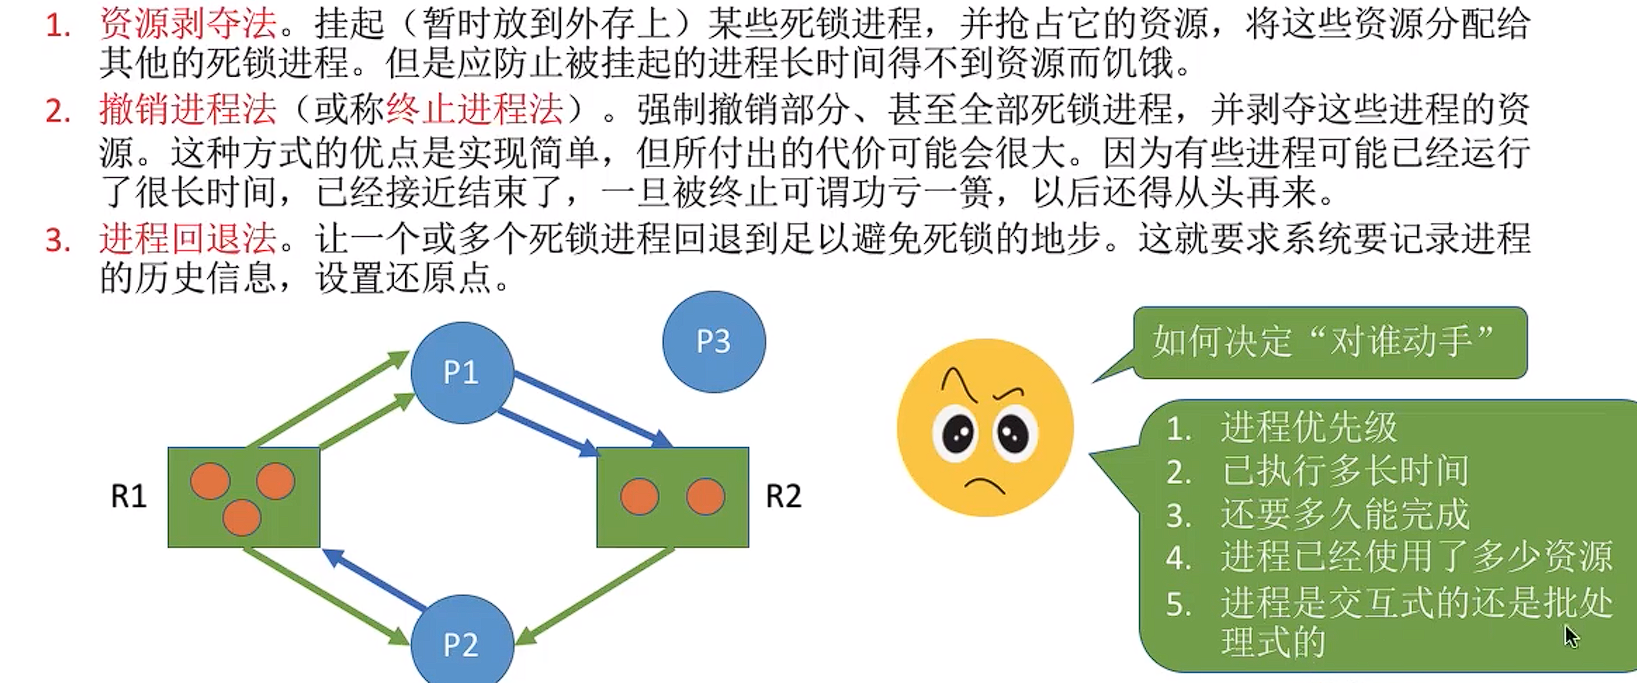 1. 资源剥夺法。挂起（暂时放到外存上）某些死锁进程，并抢占它的资源，将这些资源分配给
其他的死锁进程。但是应防止被挂起的进程长时间得不到资源而饥饿。
2. 撤销进程法（或称终止进程法）。强制撤销部分、甚至全部死锁进程，并剥夺这些进程的资
源。这种方式的优点是实现简单，但所付出的代价可能会很大。因为有些进程可能已经运行
了很长时间，已经接近结束了，一旦被终止可谓功亏一篑，以后还得从头再来。
3. 进程回退法。让一个或多个死锁进程回退到足以避免死锁的地步。这就要求系统要记录进程
的历史信息，设置还原点。
P1
P3
R1
R2
P2
如何决定“对谁动手”
1. 进程优先级
2. 已执行多长时间
3. 还要多久能完成
4. 进程已经使用了多少资源
5. 进程是交互式的还是批处
理式的